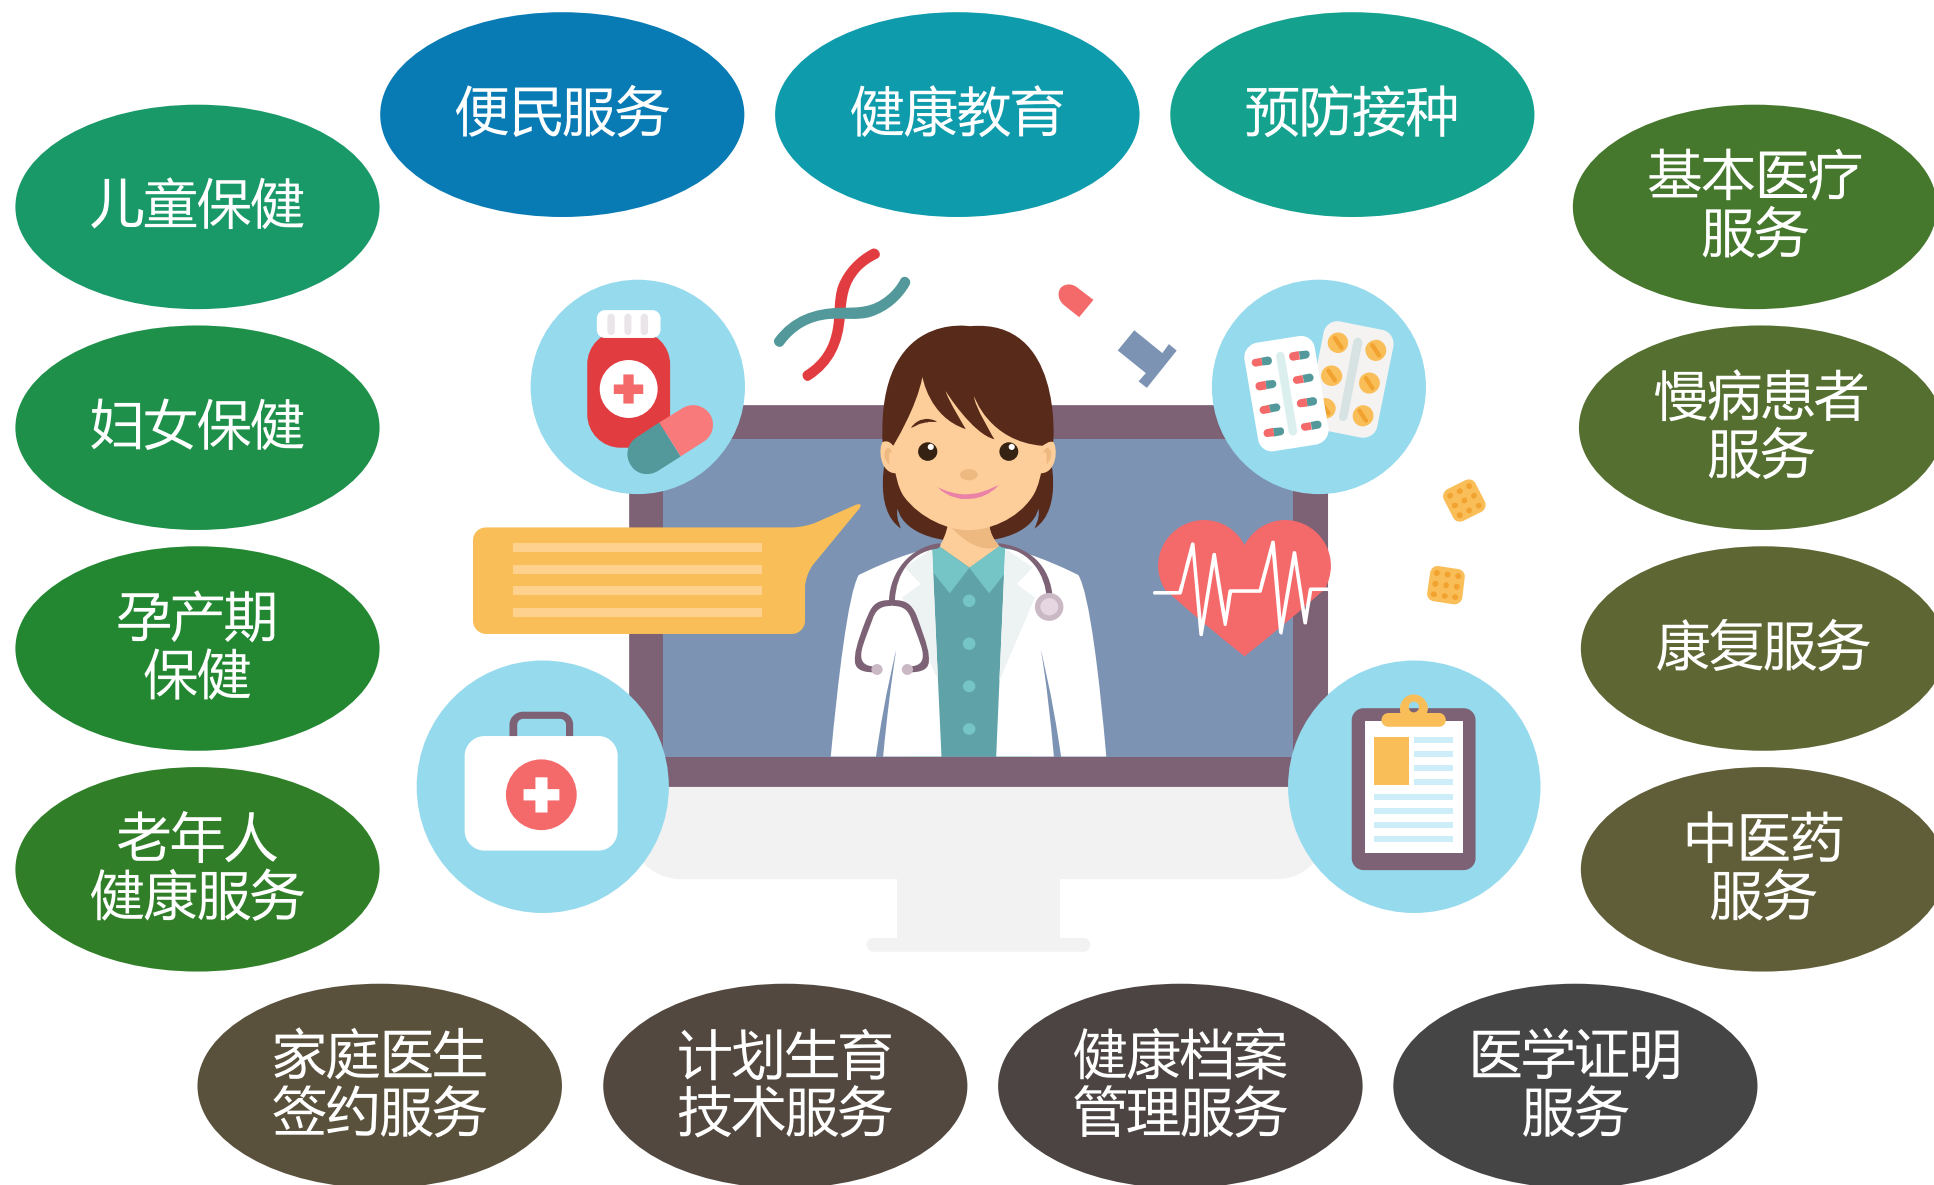 便民服务
健康教育
预防接种
儿童保健
基本医疗
服务
妇女保健
慢病患者
服务
孕产期
保健
康复服务
老年人
健康服务
中医药
服务
家庭医生
签约服务
计划生育
技术服务
健康档案
管理服务
医学证明
服务